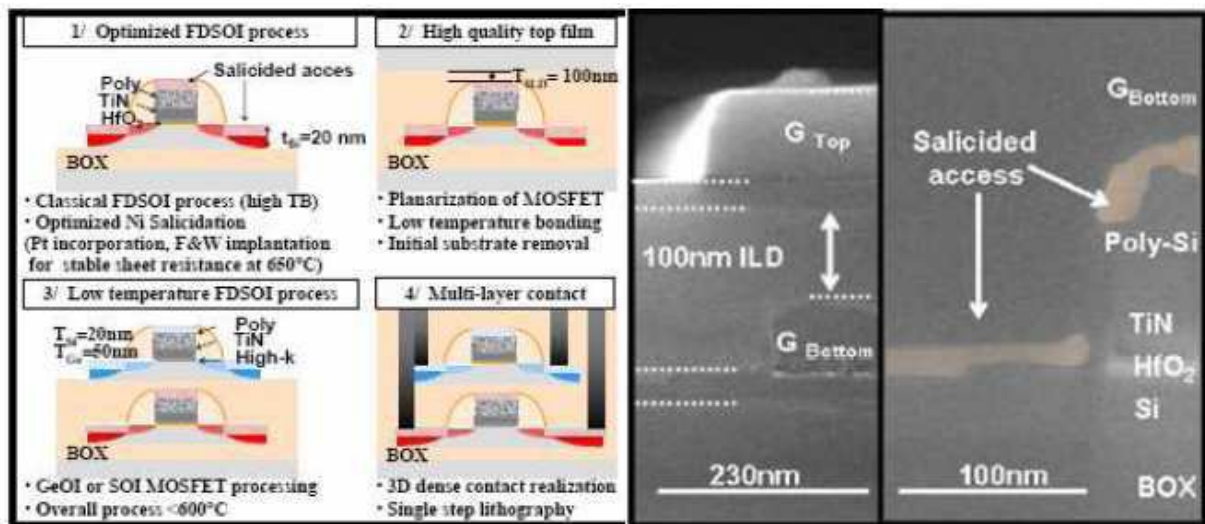 1/ Optimized FDSOI process
Poly
TiN
HfO₂
Salicided acces
tSi=20 nm
BOX
• Classical FDSOI process (high TB)
• Optimized Ni Salicidation
(Pt incorporation, F&W implantation
for stable sheet resistance at 650°C)
2/ High quality top film
TILD= 100nm
BOX
• Planarization of MOSFET
• Low temperature bonding
• Initial substrate removal
3/ Low temperature FDSOI process
TSi=20nm
TGe=50nm
Poly
TiN
High-k
BOX
• GeOI or SOI MOSFET processing
• Overall process <600°C
4/ Multi-layer contact
BOX
• 3D dense contact realization
• Single step lithography
G Top
100nm ILD
G Bottom
230nm
GBottom
Salicided
access
Poly-Si
TiN
HfO₂
Si
100nm
BOX